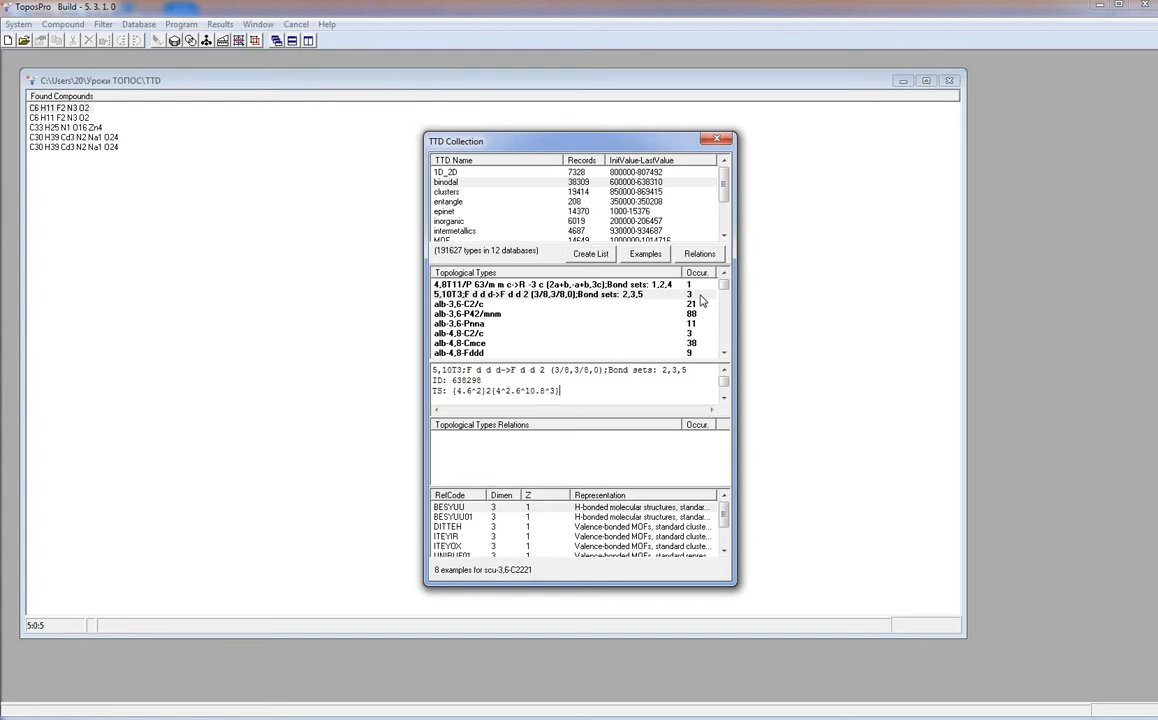 ToposPro Build - 5. 3. 1. 0
System Compound Filter Database Program Results Window Cancel Help
C:\Users\20\Уроки ТОПОС\TTD
Found Compounds
C6 H11 F2 N3 O2
C6 H11 F2 N3 O2
C33 H25 N1 O16 Zn4
C30 H39 Cd3 N2 Na1 O24
C30 H39 Cd3 N2 Na1 O24
TTD Collection
TTD Name Records InitValue-LastValue
1D_2D 7328 800000-807492
binodal 38309 600000-638310
clusters 19414 850000-869415
entangle 208 350000-350208
epinet 14370 1000-15376
inorganic 6019 200000-206457
intermetallics 4687 930000-934687
MOF 14649 1000000-1014716
(191627 types in 12 databases) Create List Examples Relations
Topological Types Occur.
4,8T11/P 63/m m c->R -3 c (2a+b,-a+b,3c);Bond sets: 1,2,4 1
5,10T3;F d d d->F d d 2 (3/8,3/8,0);Bond sets: 2,3,5 3
alb-3,6-C2/c 21
alb-3,6-P42/mnm 88
alb-3,6-Pnna 11
alb-4,8-C2/c 3
alb-4,8-Cmce 38
alb-4,8-Fddd 9
5,10T3;F d d d->F d d 2 (3/8,3/8,0);Bond sets: 2,3,5
ID: 638298
TS: {4.6^2}2{4^2.6^10.8^3}
Topological Types Relations Occur.
RefCode Dimen Z Representation
BESYUU 3 1 H-bonded molecular structures, standar...
BESYUU01 3 1 H-bonded molecular structures, standar...
DITTEH 3 1 Valence-bonded MOFs, standard cluste...
ITEYIR 3 1 Valence-bonded MOFs, standard cluste...
ITEYOX 3 1 Valence-bonded MOFs, standard cluste...
3 1 Valence-bonded MOFs, standard repres...
8 examples for scu-3,6-C2221
5:0:5